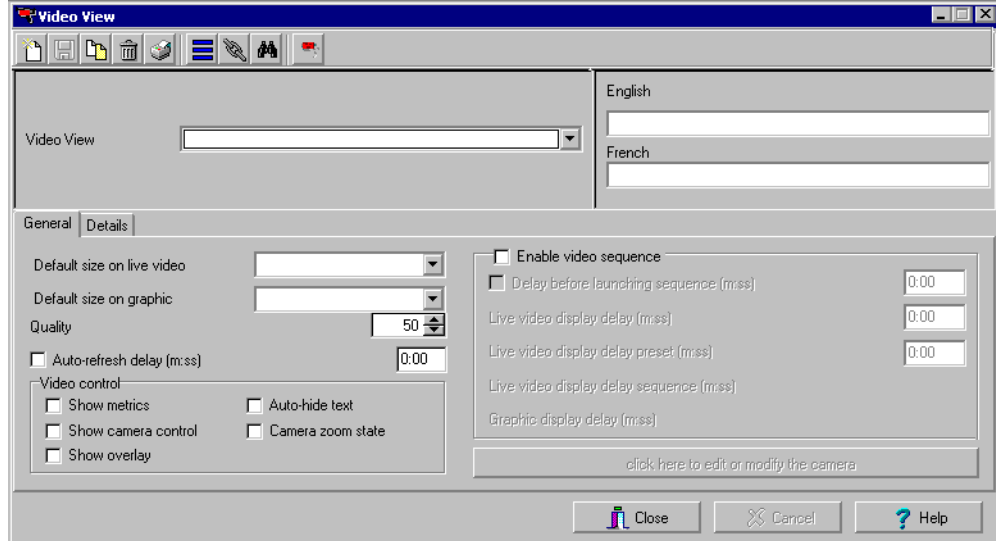 Video View
English
Video View
French
General Details
Default size on live video
Default size on graphic
Quality 50
Auto-refresh delay (m:ss) 0:00
Video control
Show metrics Auto-hide text
Show camera control Camera zoom state
Show overlay
Enable video sequence
Delay before launching sequence (m:ss) 0:00
Live video display delay (m:ss) 0:00
Live video display delay preset (m:ss) 0:00
Live video display delay sequence (m:ss)
Graphic display delay (m:ss)
click here to edit or modify the camera
Close Cancel Help